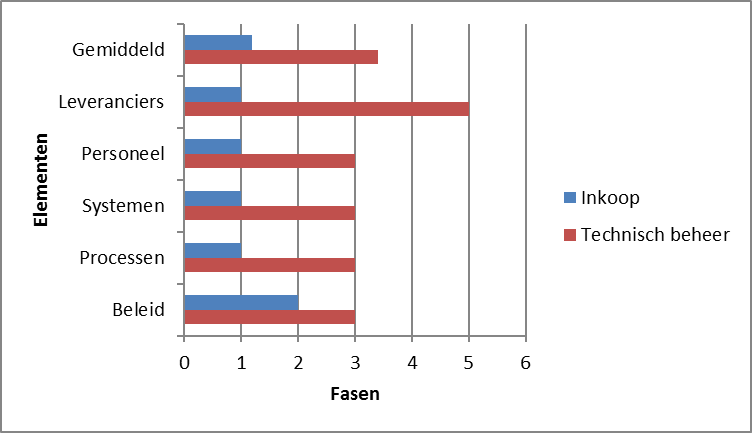 Elementen
Gemiddeld
Leveranciers
Personeel
Systemen
Processen
Beleid
0 1 2 3 4 5 6
Fasen
Inkoop
Technisch beheer